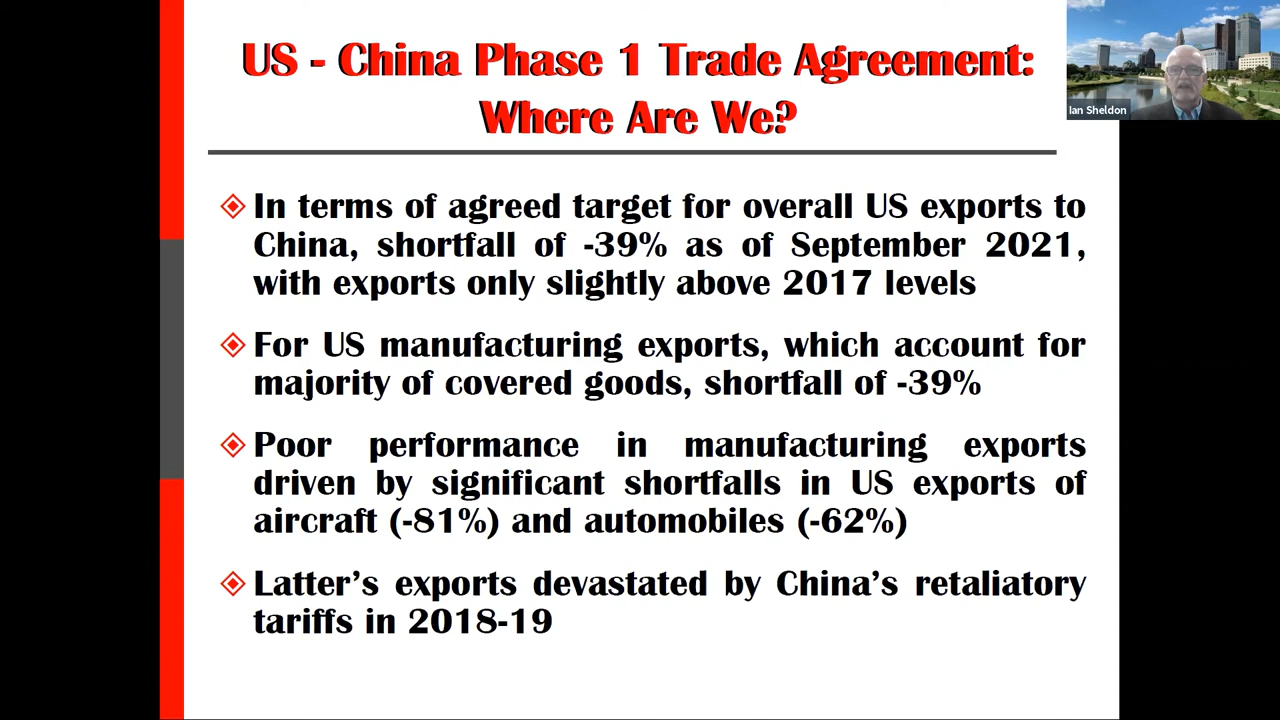 US - China Phase 1 Trade Agreement:
Where Are We?
Ian Sheldon
In terms of agreed target for overall US exports to
China, shortfall of -39% as of September 2021,
with exports only slightly above 2017 levels
For US manufacturing exports, which account for
majority of covered goods, shortfall of -39%
Poor performance in manufacturing exports
driven by significant shortfalls in US exports of
aircraft (-81%) and automobiles (-62%)
Latter's exports devastated by China's retaliatory
tariffs in 2018-19